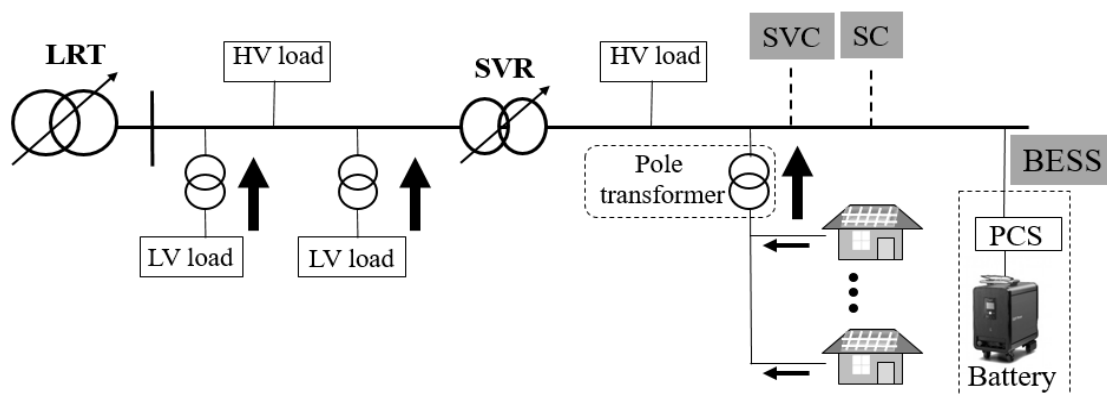 LRT
HV load
SVR
HV load
SVC
SC
Pole
transformer
BESS
LV load
LV load
PCS
Battery